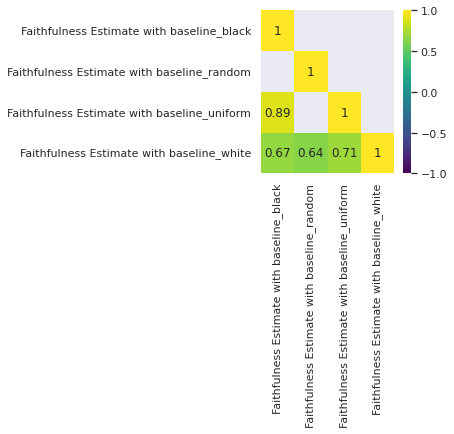 Faithfulness Estimate with baseline_black
Faithfulness Estimate with baseline_random
Faithfulness Estimate with baseline_uniform
Faithfulness Estimate with baseline_white
1
1
0.89 1
0.67 0.64 0.71 1
1.0
0.5
0.0
−0.5
−1.0
Faithfulness Estimate with baseline_black
Faithfulness Estimate with baseline_random
Faithfulness Estimate with baseline_uniform
Faithfulness Estimate with baseline_white